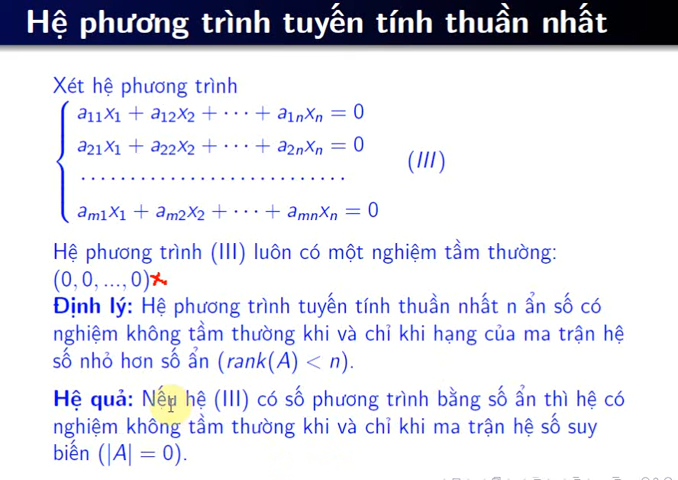 Hệ phương trình tuyến tính thuần nhất
Xét hệ phương trình
a11x1 + a12x2 + ··· + a1nxn = 0
a21x1 + a22x2 + ··· + a2nxn = 0
(III)
...........................
am1x1 + am2x2 + ··· + amnxn = 0
Hệ phương trình (III) luôn có một nghiệm tầm thường:
(0, 0, ..., 0)
Định lý: Hệ phương trình tuyến tính thuần nhất n ẩn số có
nghiệm không tầm thường khi và chỉ khi hạng của ma trận hệ
số nhỏ hơn số ẩn (rank(A) < n).
Hệ quả: Nếu hệ (III) có số phương trình bằng số ẩn thì hệ có
nghiệm không tầm thường khi và chỉ khi ma trận hệ số suy
biến (|A| = 0).